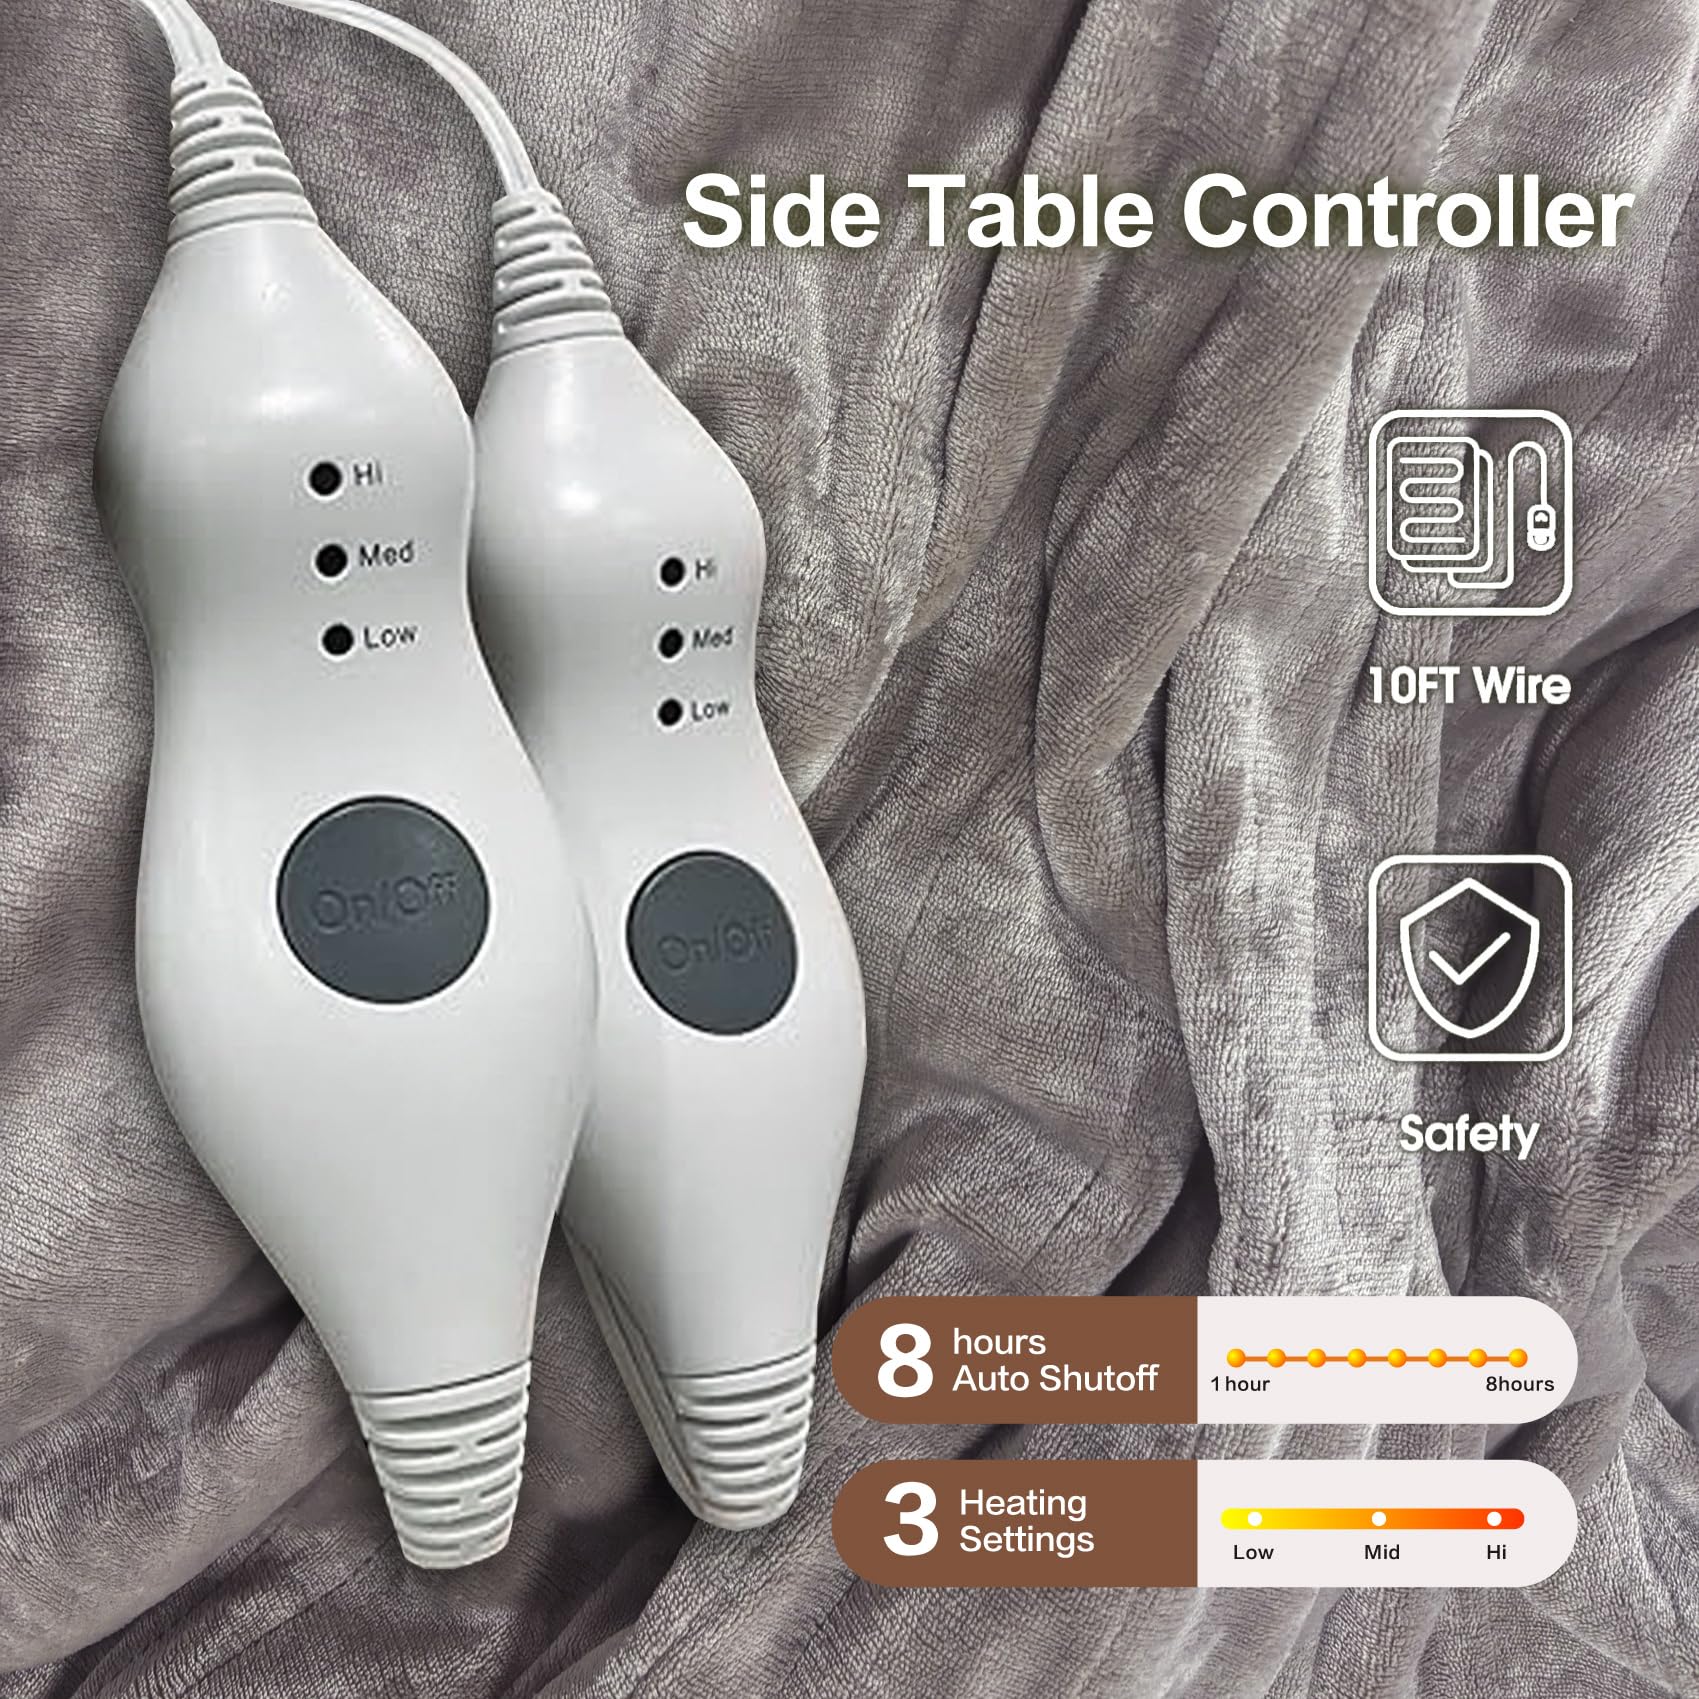 Side Table Controller
Hi
Med
Low
On/Off
Hi
Med
Low
On/Off
10FT Wire
Safety
8 hours
Auto Shutoff
1 hour
8hours
3 Heating
Settings
Low
Mid
Hi